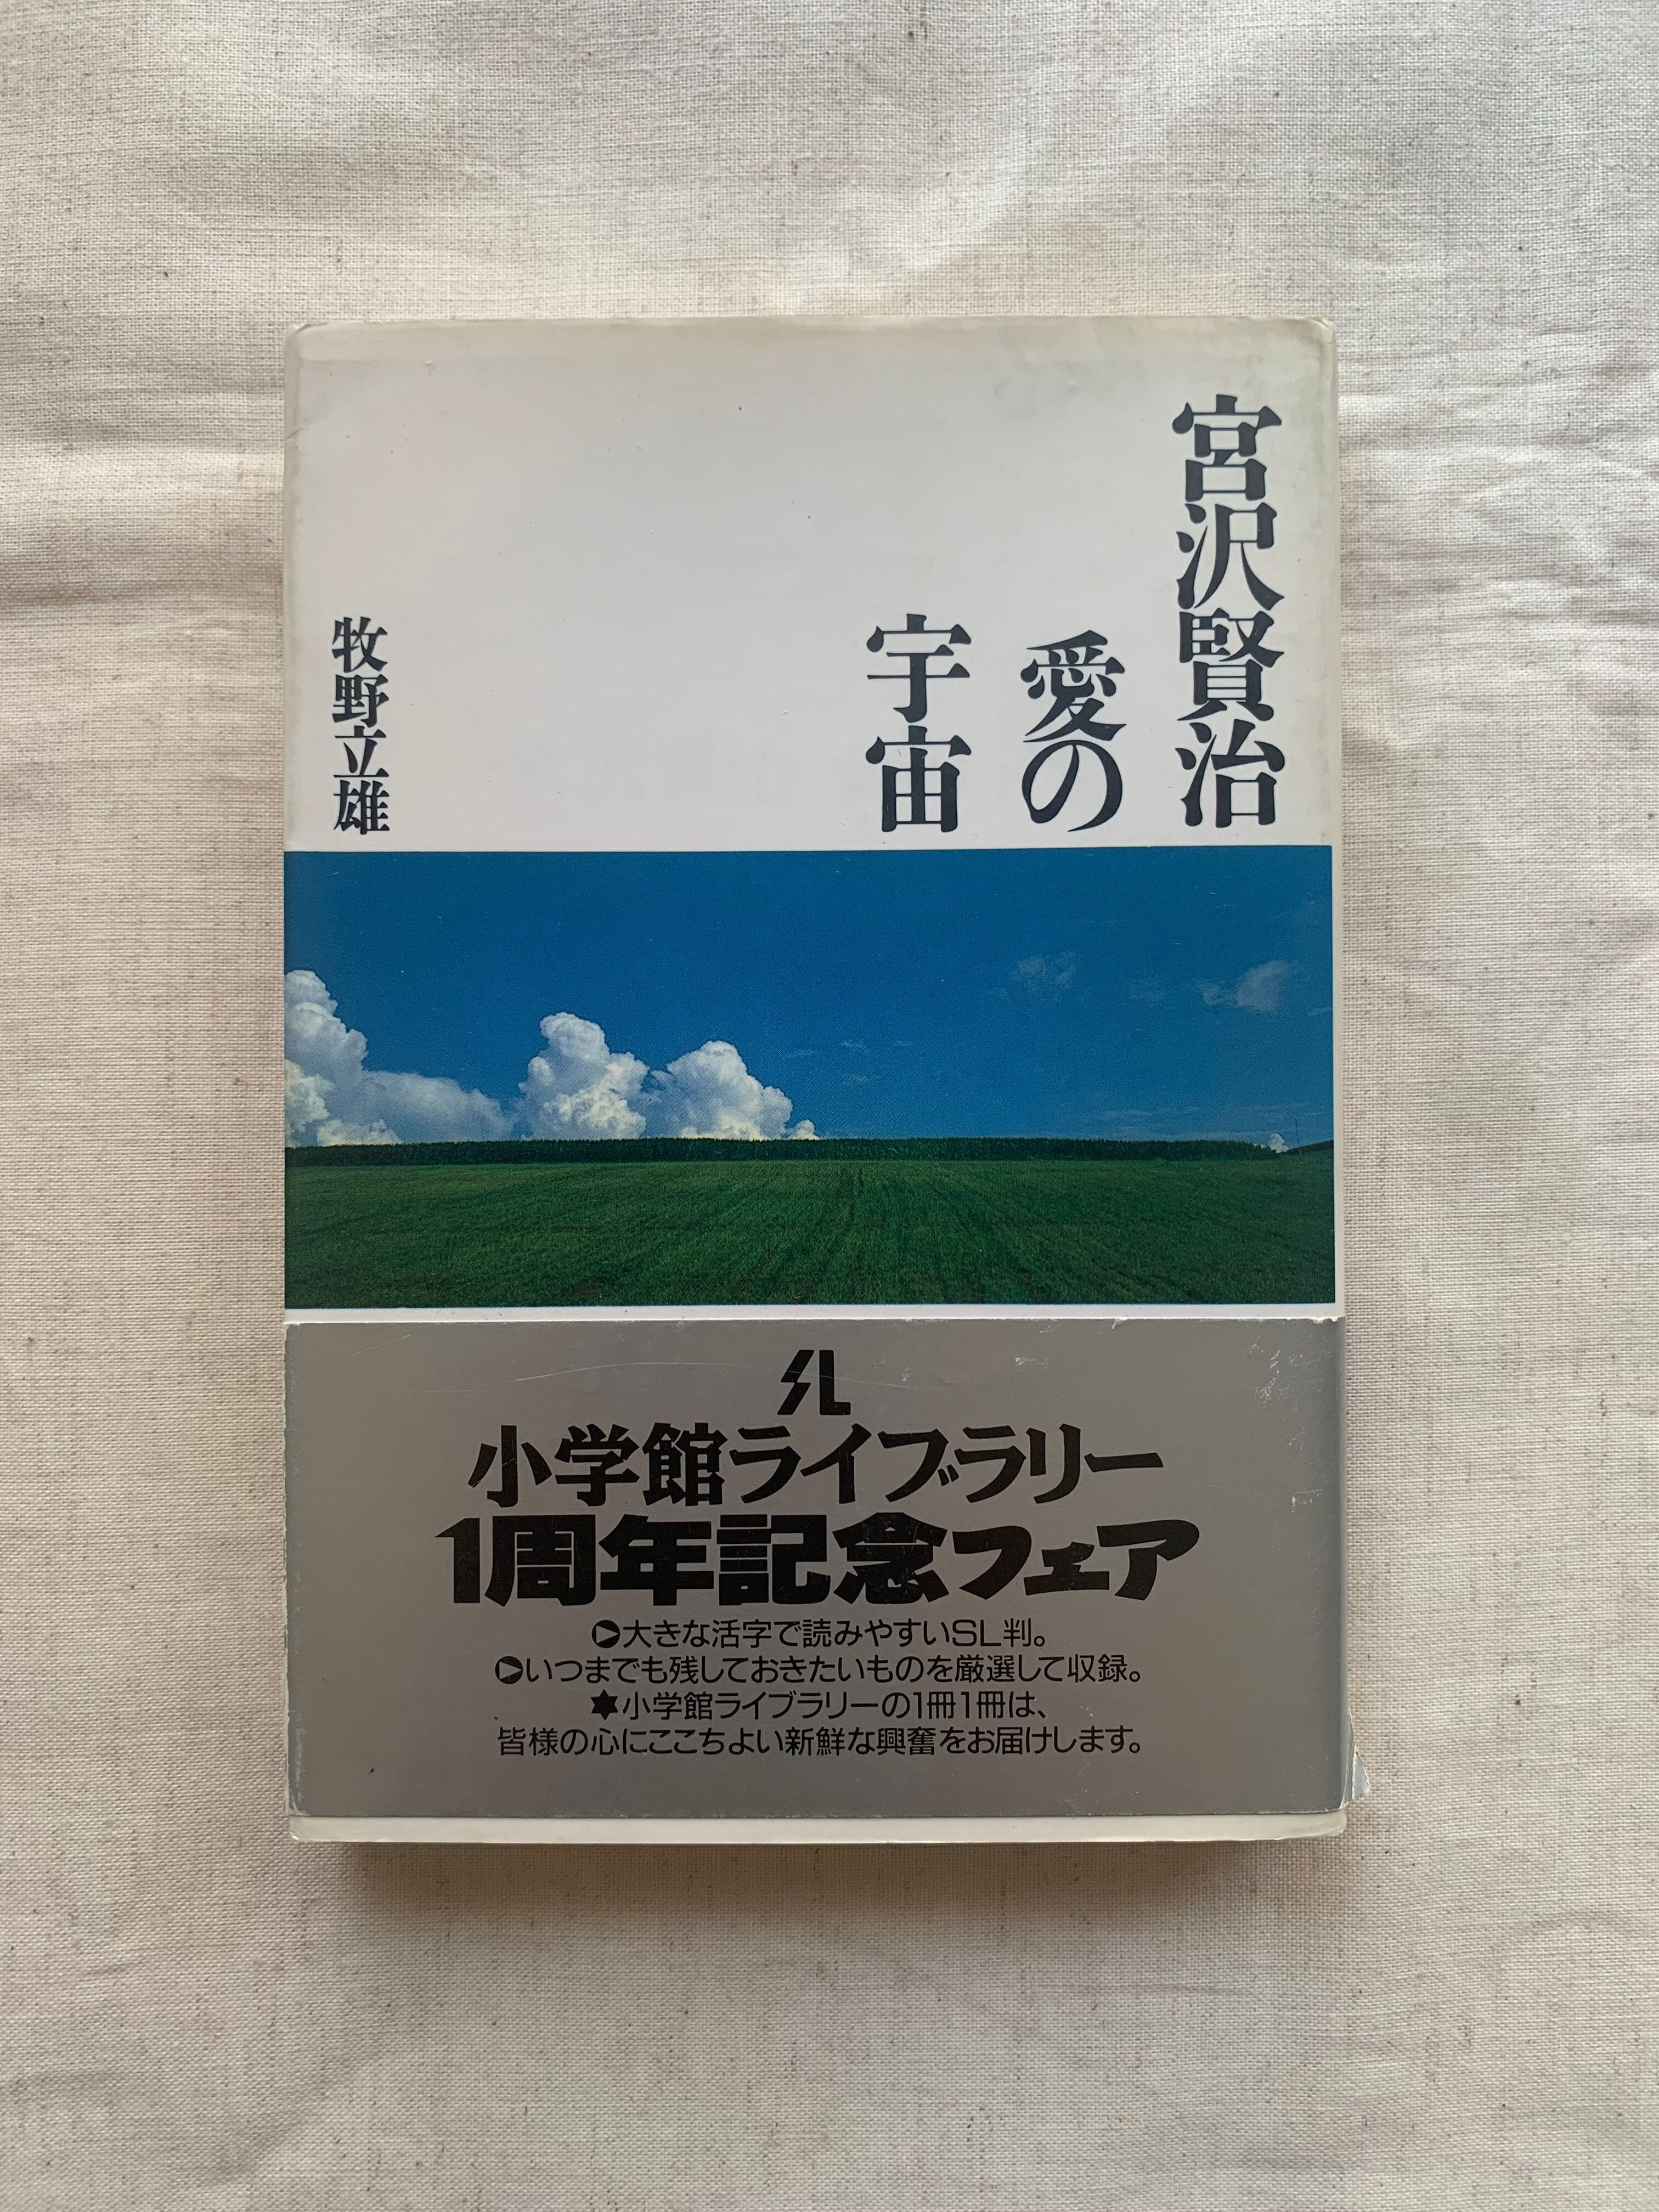 宮沢賢治
愛の
宇宙
牧野立雄
SL
小学館ライブラリー
1周年記念フェア
▶大きな活字で読みやすいSL判。
▶いつまでも残しておきたいものを厳選して収録。
★小学館ライブラリーの1冊1冊は、
皆様の心にここちよい新鮮な興奮をお届けします。